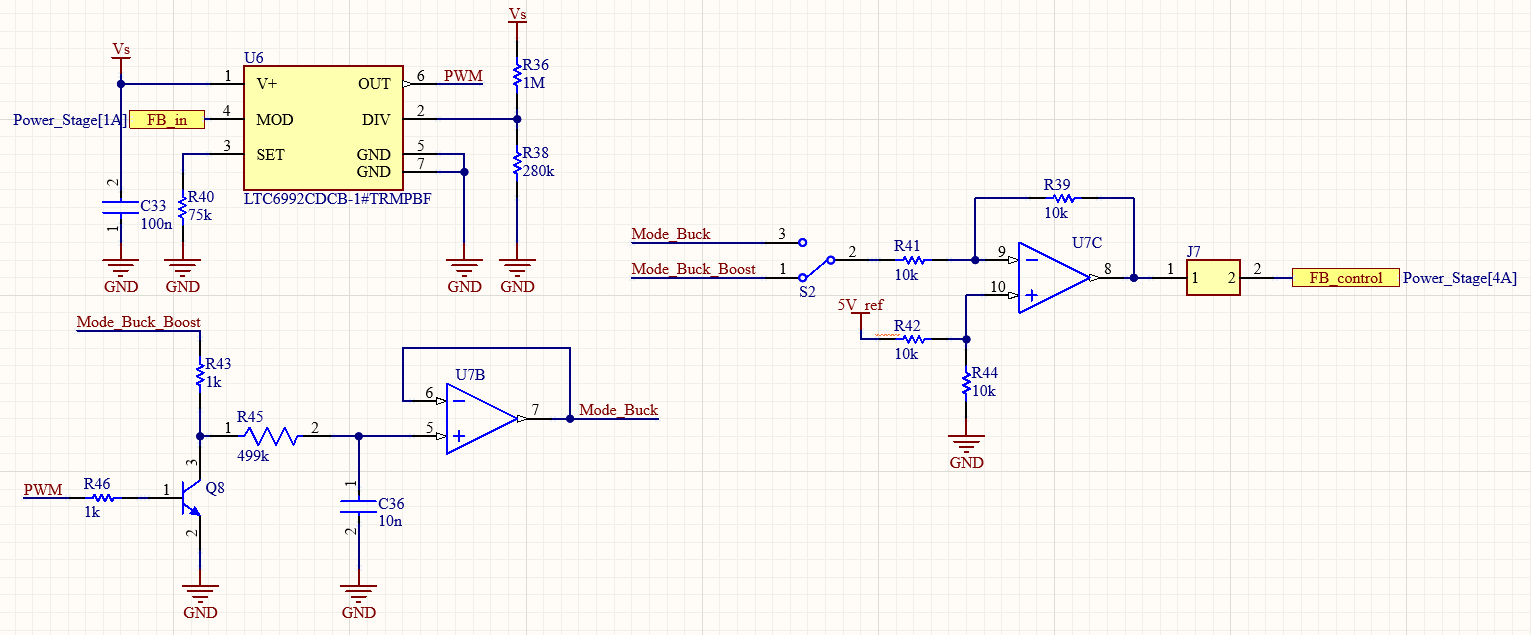 Vs
Vs
U6
1
V+
OUT
6
PWM
R36
1M
Power_Stage[1A]
FB_in
4
MOD
DIV
2
3
SET
GND
5
GND
7
R38
280k
LTC6992CDCB-1#TRMPBF
2
C33
100n
1
R40
75k
GND
GND
GND
GND
Mode_Buck
3
Mode_Buck_Boost
1
2
S2
R41
10k
R39
10k
U7C
9
10
8
5V_ref
R42
10k
R44
10k
GND
J7
1
1
2
2
FB_control
Power_Stage[4A]
Mode_Buck_Boost
R43
1k
R45
1
2
499k
U7B
6
5
7
Mode_Buck
PWM
R46
1k
1
3
Q8
2
1
C36
10n
2
GND
GND